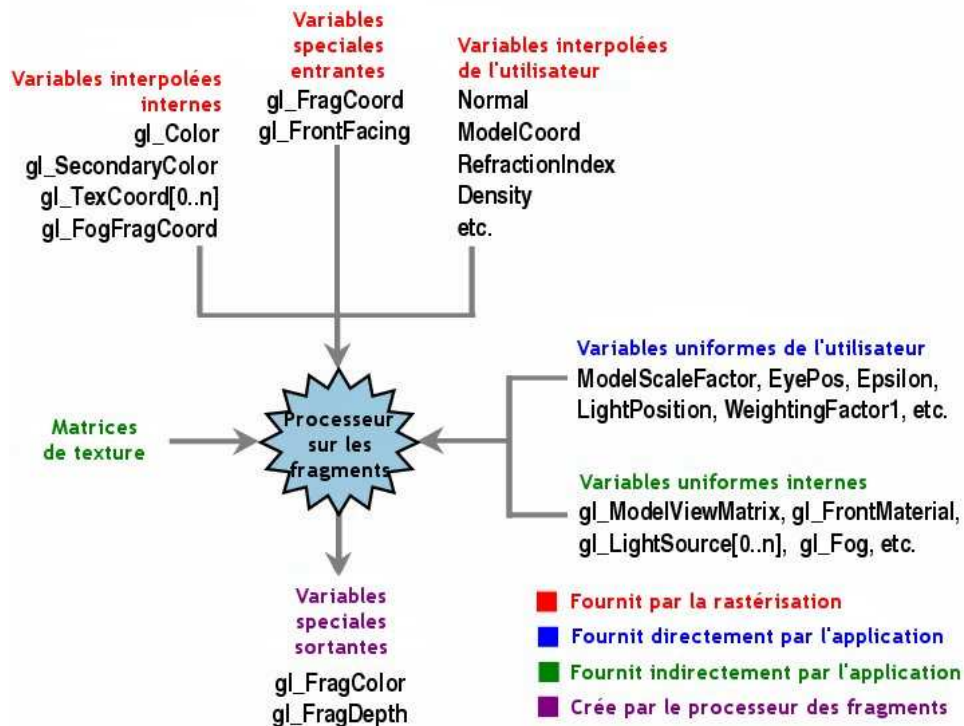 Variables
speciales
entrantes
gl_FragCoord
gl_FrontFacing
Variables interpolées
internes
gl_Color
gl_SecondaryColor
gl_TexCoord[0..n]
gl_FogFragCoord
Variables interpolées
de l'utilisateur
Normal
ModelCoord
RefractionIndex
Density
etc.
Variables uniformes de l'utilisateur
ModelScaleFactor, EyePos, Epsilon,
LightPosition, WeightingFactor1, etc.
Matrices
de texture
Processeur
sur les
fragments
Variables uniformes internes
gl_ModelViewMatrix, gl_FrontMaterial,
gl_LightSource[0..n], gl_Fog, etc.
Variables
speciales
sortantes
gl_FragColor
gl_FragDepth
Fournit par la rastérisation
Fournit directement par l'application
Fournit indirectement par l'application
Crée par le processeur des fragments